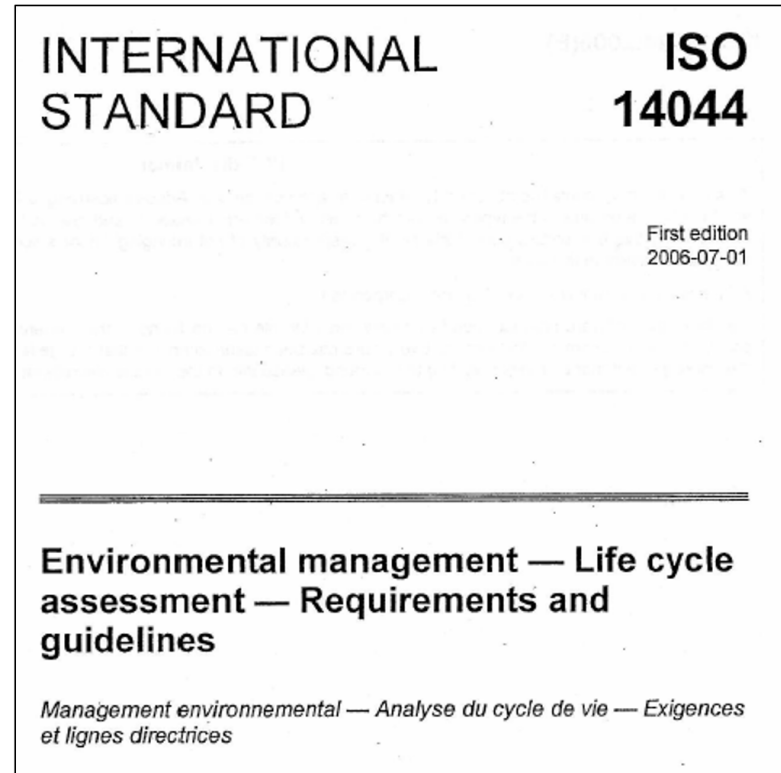 INTERNATIONAL STANDARD
ISO 14044
First edition
2006-07-01
Environmental management — Life cycle
assessment — Requirements and
guidelines
Management environnemental — Analyse du cycle de vie — Exigences
et lignes directrices